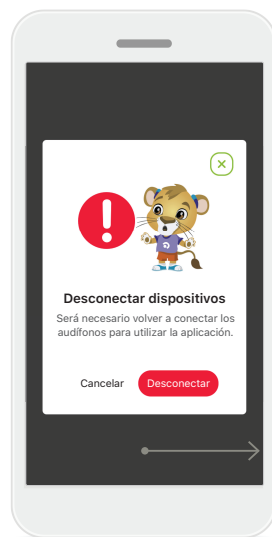 Desconectar dispositivos
Será necesario volver a conectar los
audífonos para utilizar la aplicación.
Cancelar Desconectar